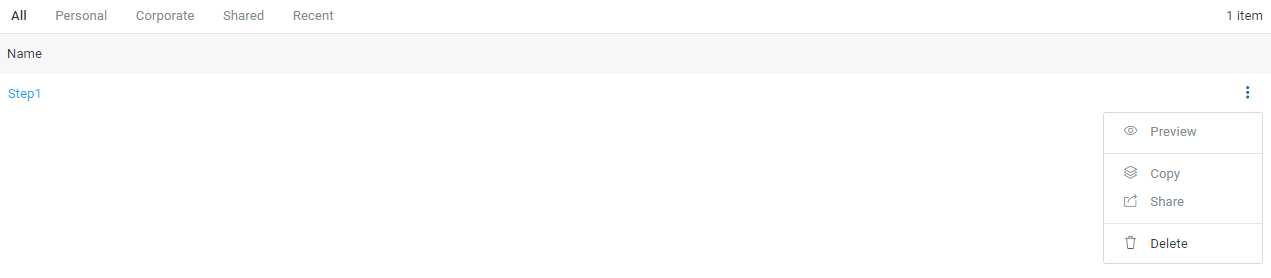 All Personal Corporate Shared Recent 1 item
Name
Step1
Preview
Copy
Share
Delete